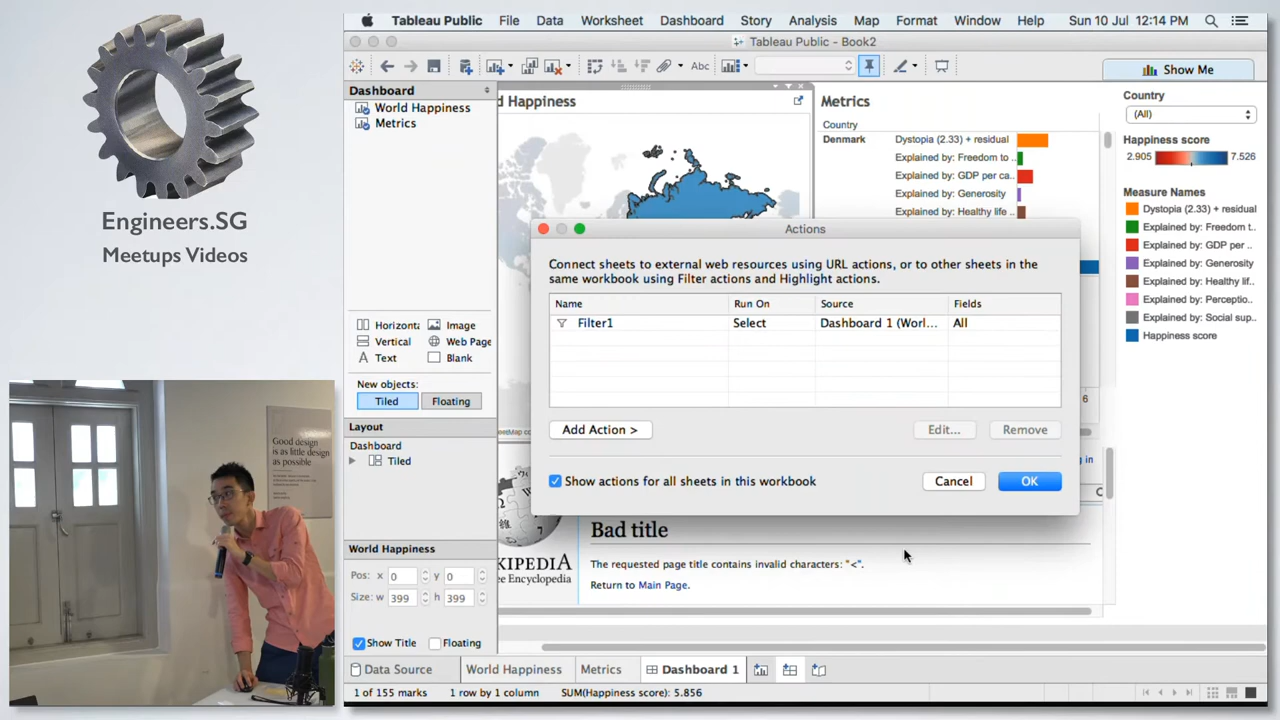 Engineers.SG
Meetups Videos
Good design
is as little design
as possible
Tableau Public File Data Worksheet Dashboard Story Analysis Map Format Window Help Sun 10 Jul 12:14 PM
Tableau Public - Book2
Abc
Show Me
Dashboard
World Happiness
Metrics
Horizonta Image
Vertical Web Page
Text Blank
New objects:
Tiled Floating
Layout
Dashboard
Tiled
World Happiness
Pos: x 0 y 0
Size: w 399 h 399
Show Title Floating
d Happiness
Metrics
Country
Denmark
Dystopia (2.33) + residual
Explained by: Freedom to ..
Explained by: GDP per ca..
Explained by: Generosity
Explained by: Healthy life ..
Country
(All)
Happiness score
2.905 7.526
Measure Names
Dystopia (2.33) + residual
Explained by: Freedom t..
Explained by: GDP per ..
Explained by: Generosity
Explained by: Healthy lif..
Explained by: Perceptio..
Explained by: Social sup..
Happiness score
Actions
Connect sheets to external web resources using URL actions, or to other sheets in the
same workbook using Filter actions and Highlight actions.
Name Run On Source Fields
Filter1 Select Dashboard 1 (Worl... All
Add Action > Edit... Remove
Show actions for all sheets in this workbook Cancel OK
6
Bad title
The requested page title contains invalid characters: "<".
Return to Main Page.
KIPEDIA
e Encyclopedia
Data Source World Happiness Metrics Dashboard 1
1 of 155 marks 1 row by 1 column SUM(Happiness score): 5.856